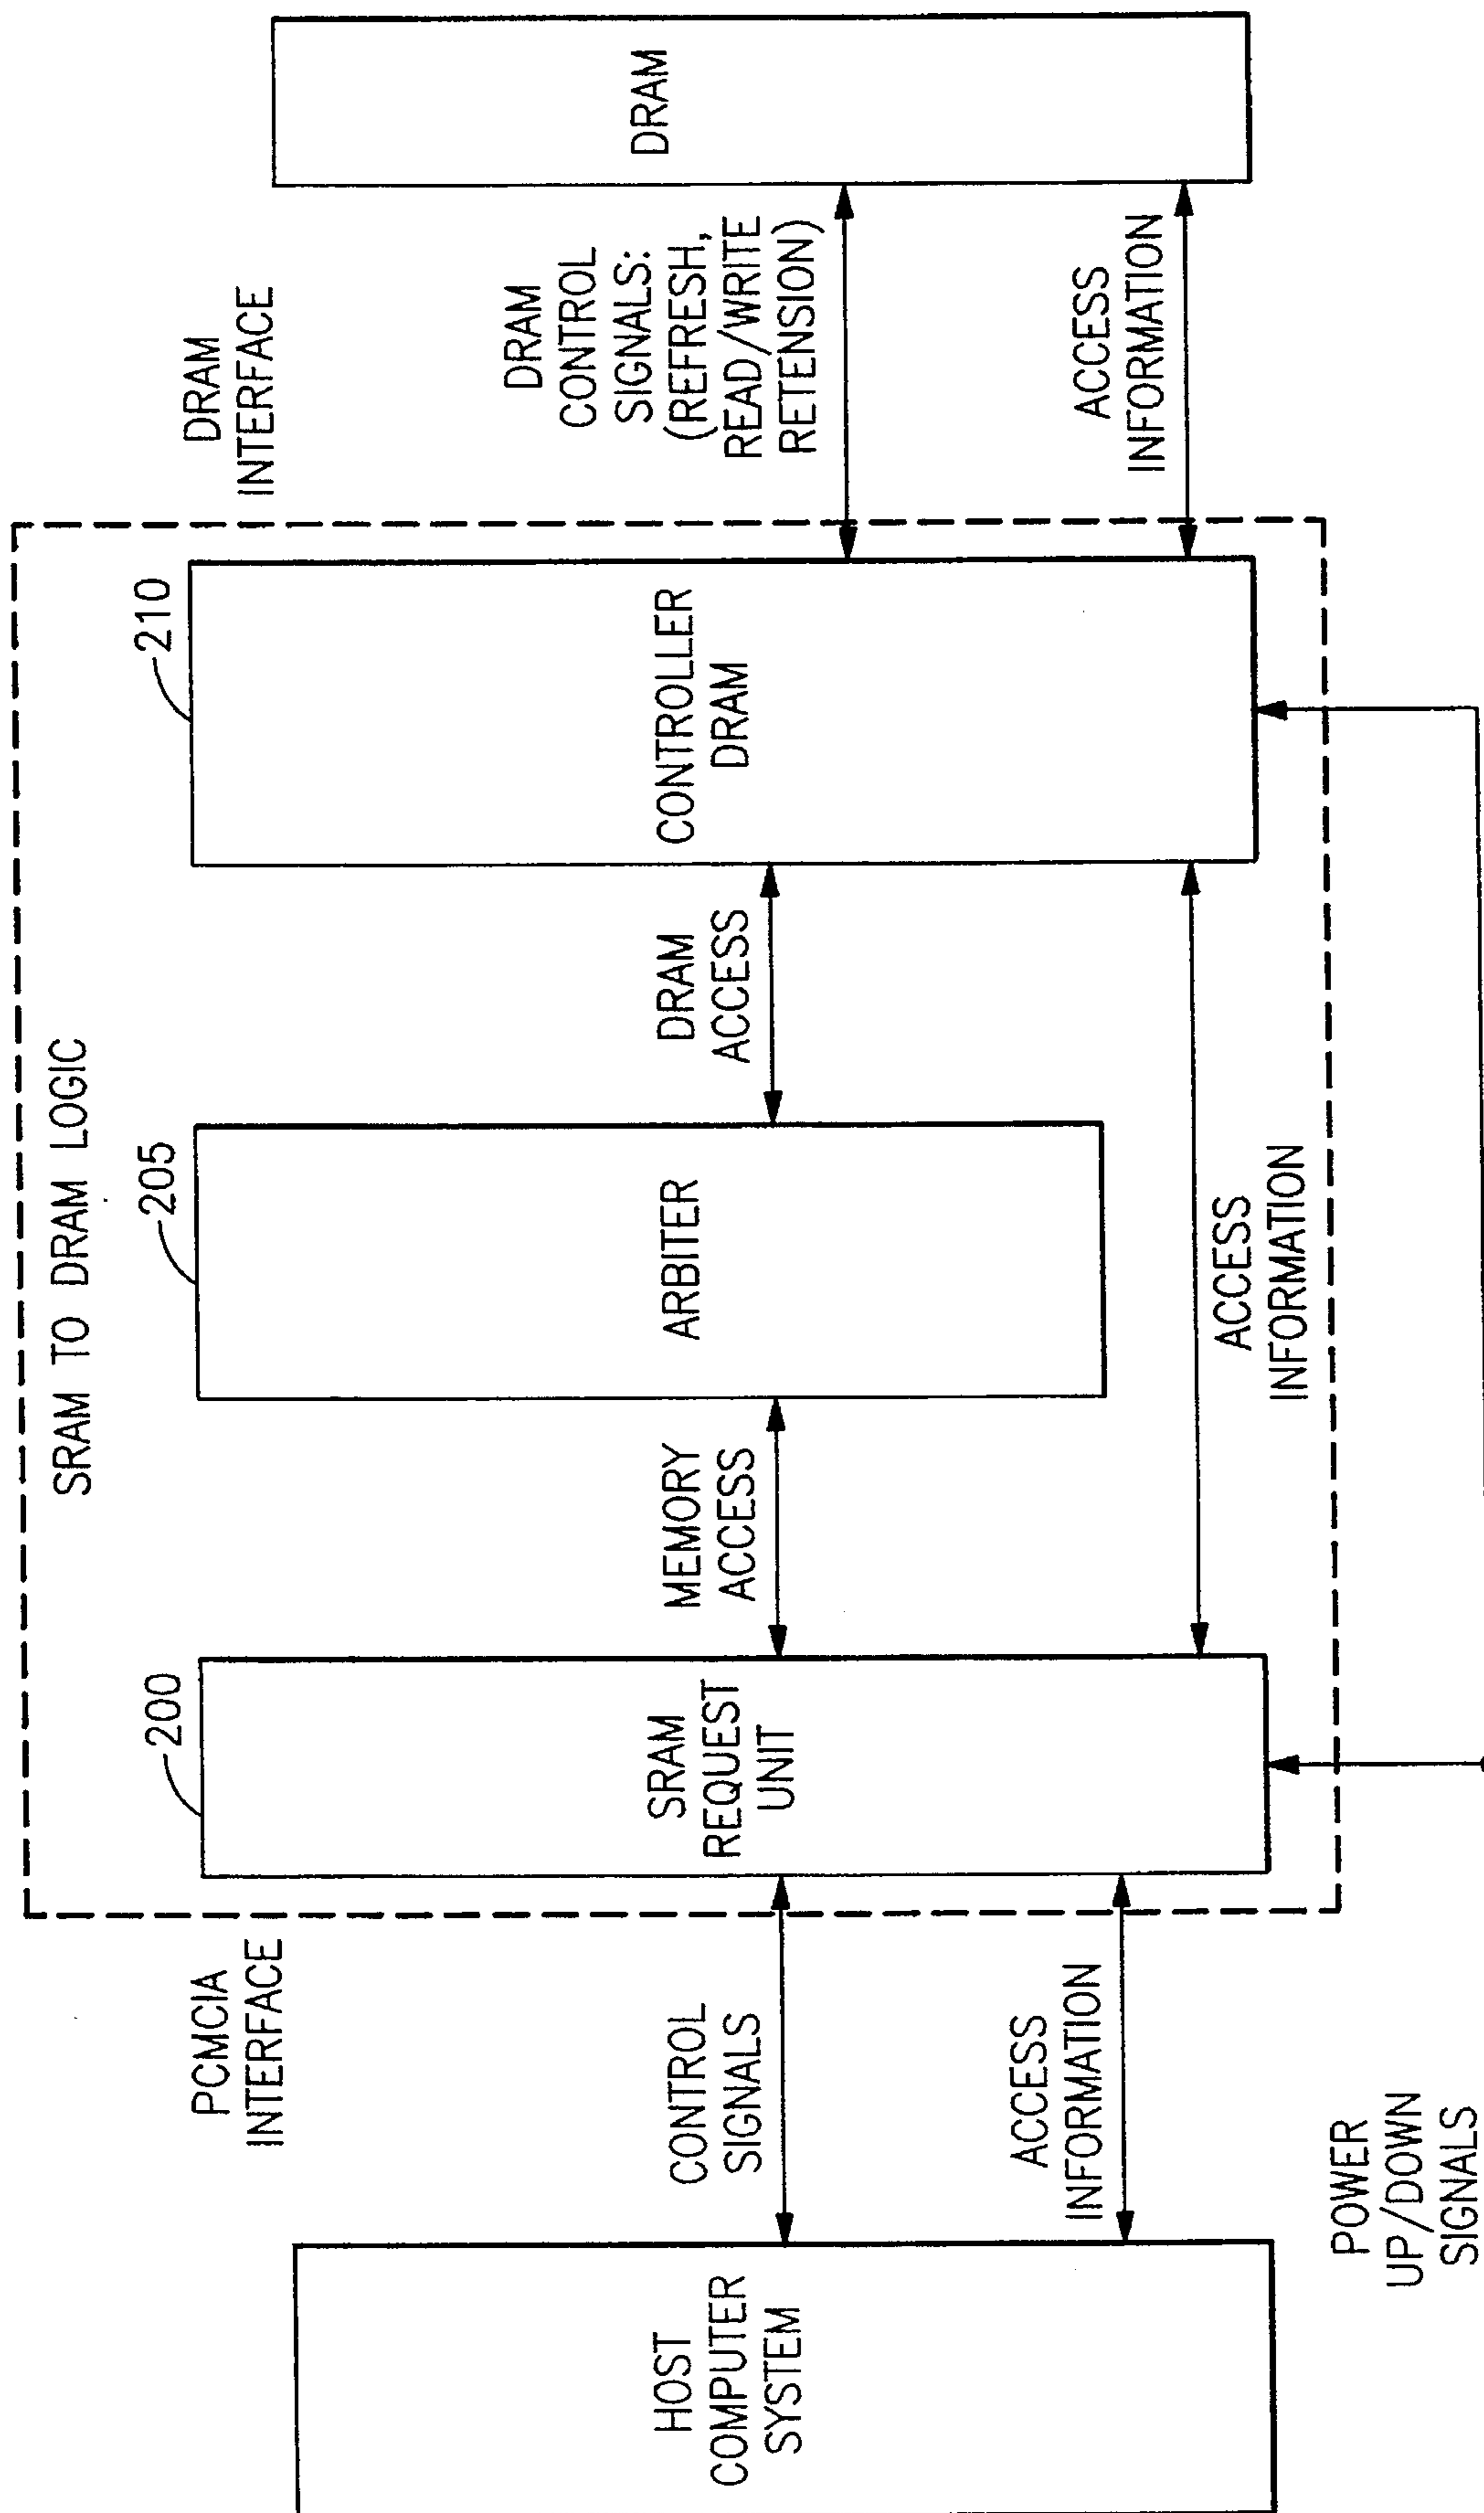 SRAM TO DRAM LOGIC
PCMCIA
INTERFACE
DRAM
INTERFACE
200
205
210
HOST
COMPUTER
SYSTEM
CONTROL
SIGNALS
ACCESS
INFORMATION
SRAM
REQUEST
UNIT
MEMORY
ACCESS
ARBITER
DRAM
ACCESS
ACCESS
INFORMATION
CONTROLLER
DRAM
DRAM
CONTROL
SIGNALS:
(REFRESH,
READ/WRITE
RETENSION)
ACCESS
INFORMATION
DRAM
POWER
UP/DOWN
SIGNALS